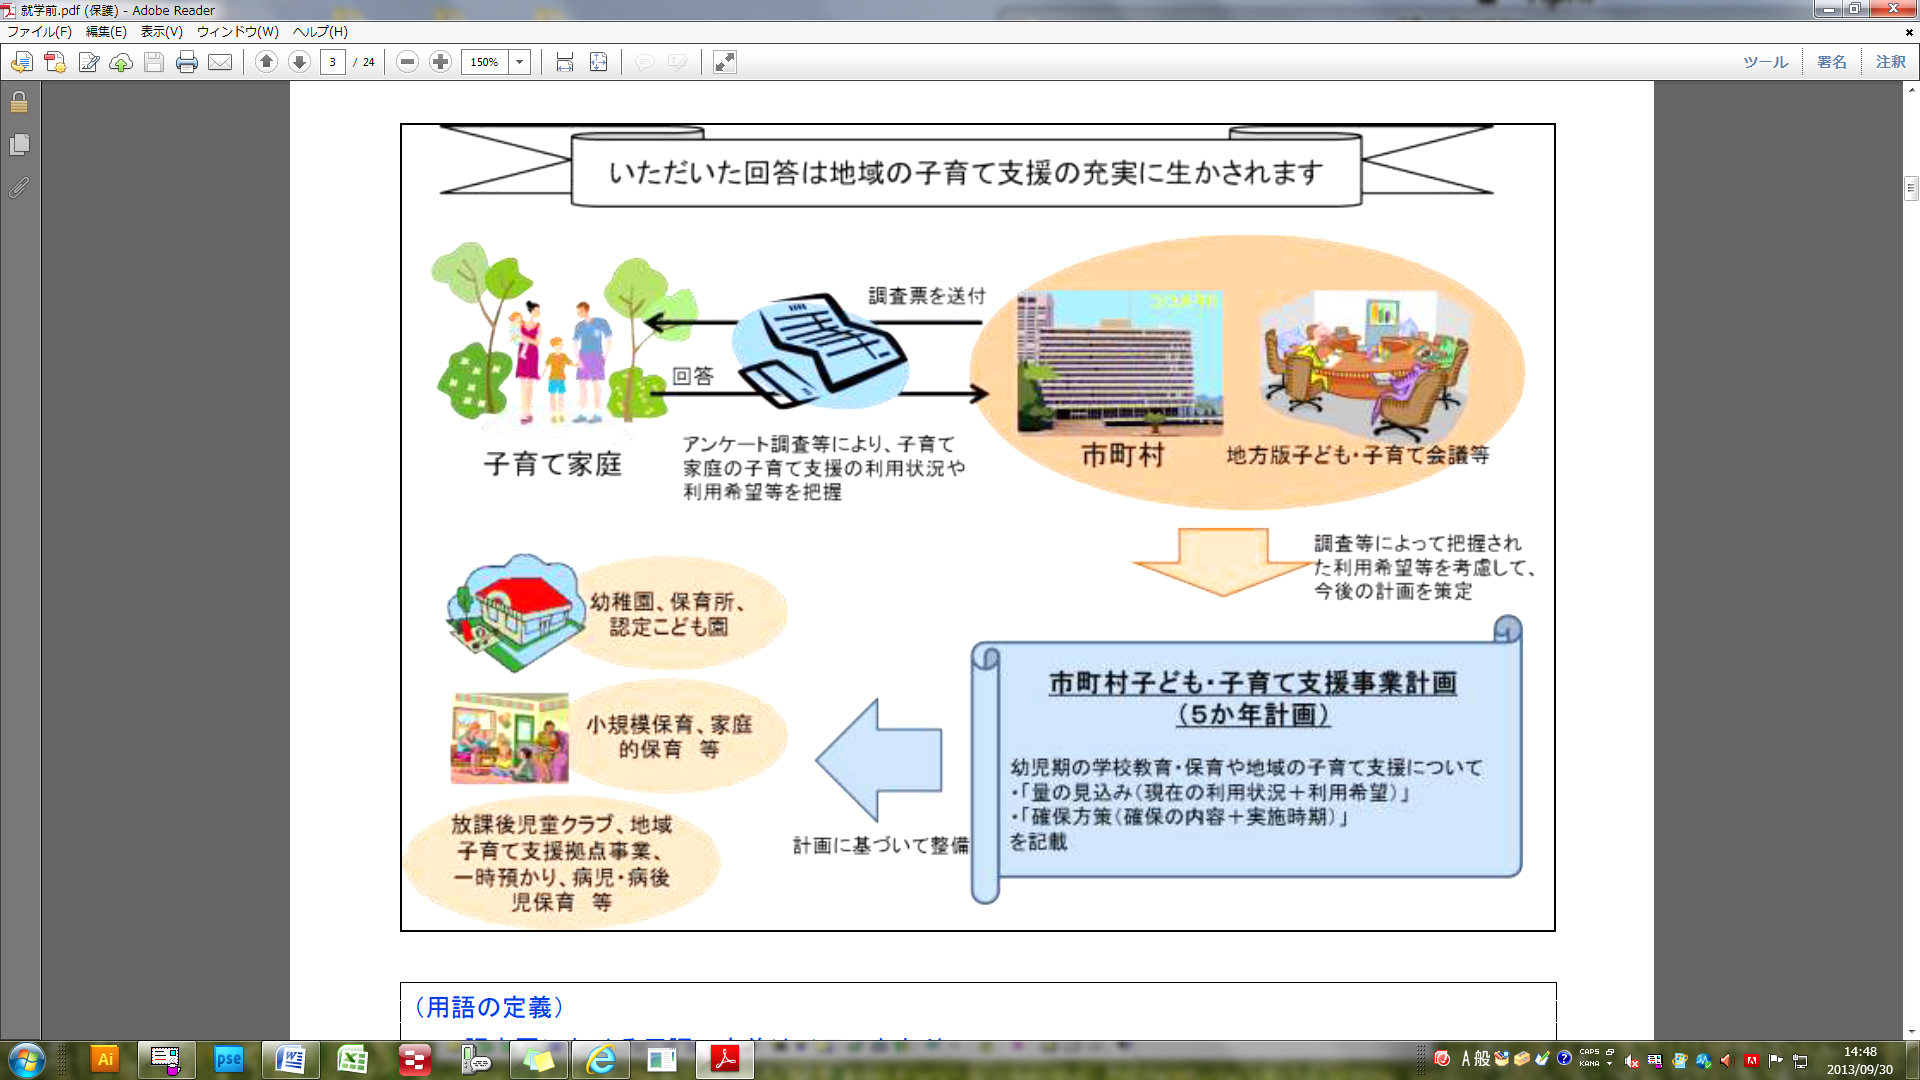 就学前.pdf (保護) - Adobe Reader
ファイル(F) 編集(E) 表示(V) ウィンドウ(W) ヘルプ(H)
3 / 24 150% ツール 署名 注釈
いただいた回答は地域の子育て支援の充実に生かされます
調査票を送付
回答
子育て家庭
アンケート調査等により、子育て
家庭の子育て支援の利用状況や
利用希望等を把握
市町村
地方版子ども・子育て会議等
調査等によって把握され
た利用希望等を考慮して、
今後の計画を策定
幼稚園、保育所、
認定こども園
小規模保育、家庭
的保育 等
放課後児童クラブ、地域
子育て支援拠点事業、
一時預かり、病児・病後
児保育 等
計画に基づいて整備
市町村子ども・子育て支援事業計画
(5か年計画)
幼児期の学校教育・保育や地域の子育て支援について
・「量の見込み(現在の利用状況+利用希望)」
・「確保方策(確保の内容+実施時期)」
を記載
(用語の定義)
Ai pse A 般 CAPS KANA
14:48
2013/09/30